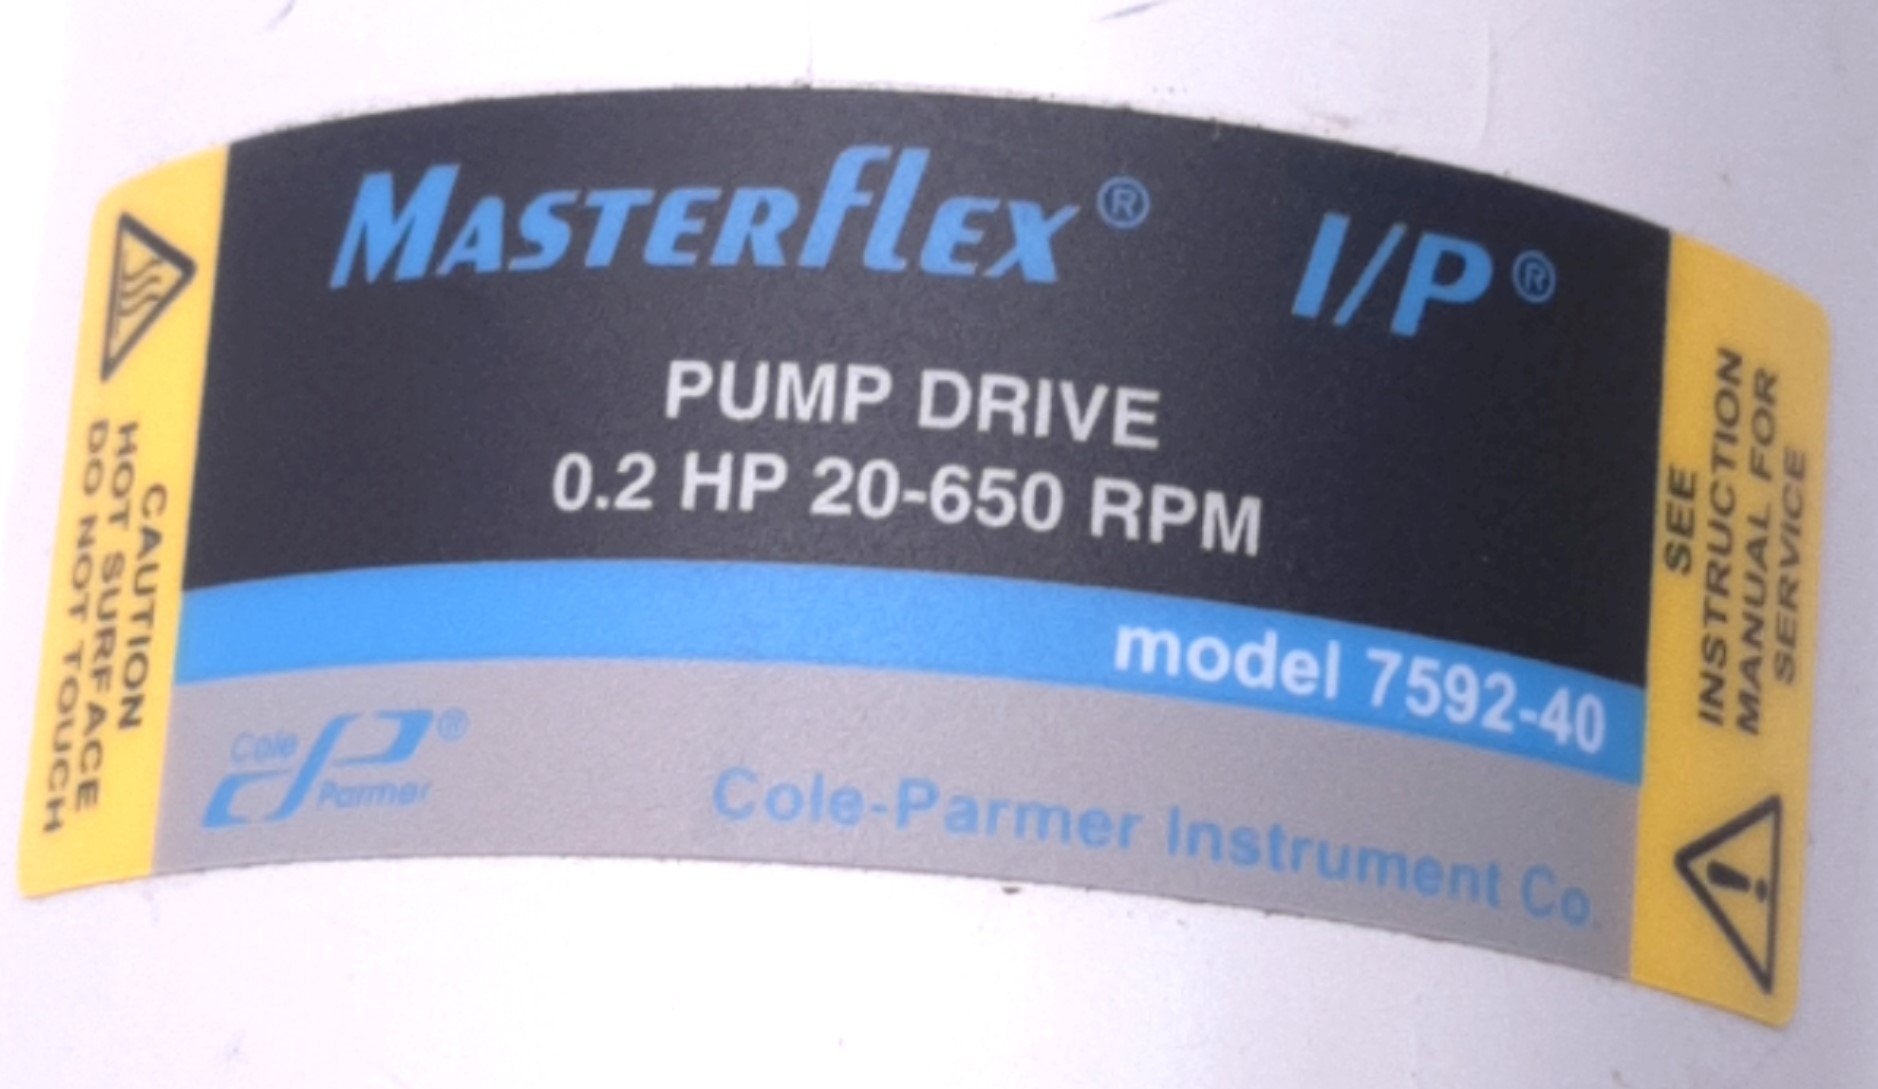 MASTERFLEX® I/P®
PUMP DRIVE
0.2 HP 20-650 RPM
model 7592-40
Cole
Parmer
®
Cole-Parmer Instrument Co.
CAUTION
HOT SURFACE
DO NOT TOUCH
SEE
INSTRUCTION
MANUAL FOR
SERVICE